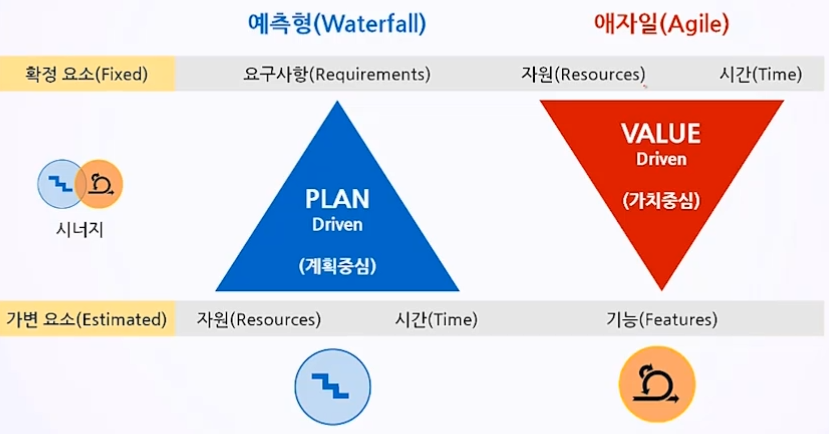 예측형(Waterfall) 애자일(Agile)
확정 요소(Fixed) 요구사항(Requirements) 자원(Resources) 시간(Time)
VALUE
Driven
(가치중심)
PLAN
Driven
(계획중심)
시너지
가변 요소(Estimated) 자원(Resources) 시간(Time) 기능(Features)